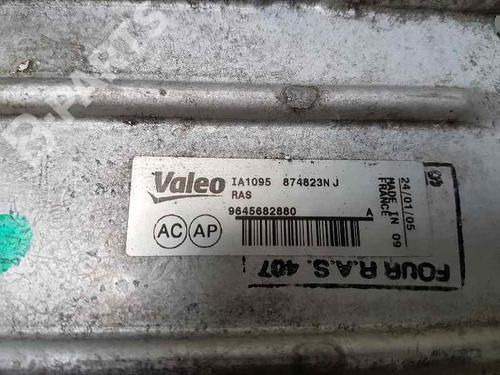 B-PARTS
Valeo IA1095 874823N J
RAS
9645682880 A
AC AP
24/01/05
MADE IN 09
FRANCE
FOUR R.A.S. 407